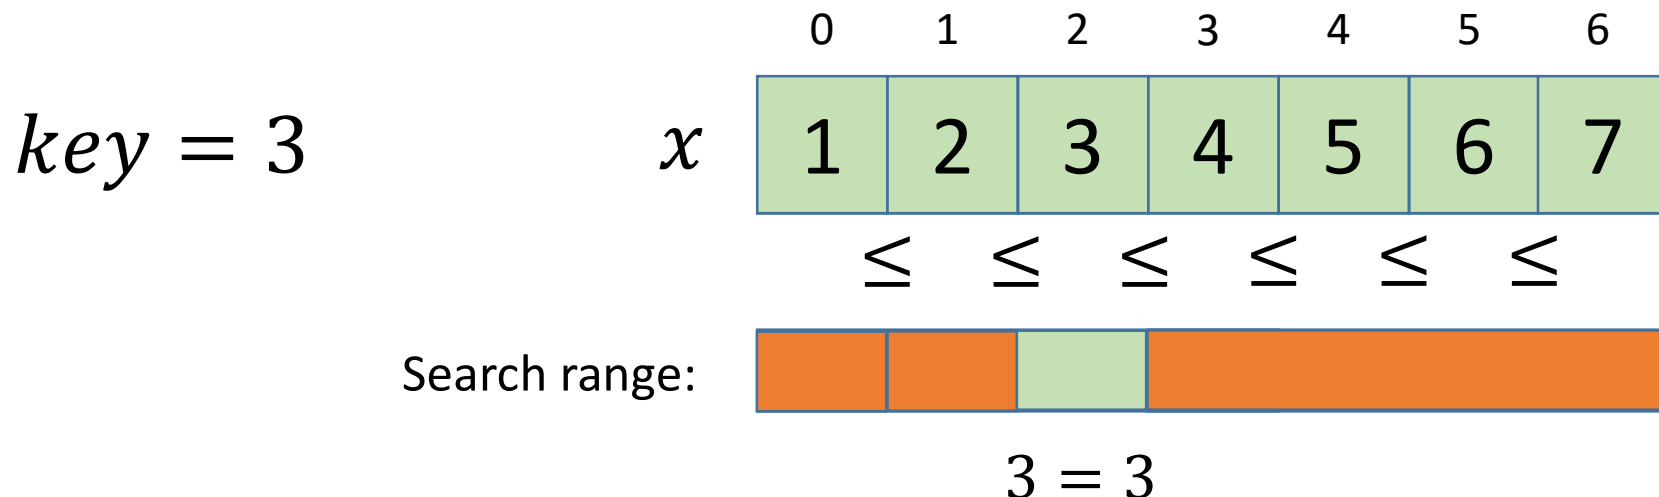 0 1 2 3 4 5 6
key = 3 x 1 2 3 4 5 6 7
≤ ≤ ≤ ≤ ≤ ≤
Search range:
3 = 3